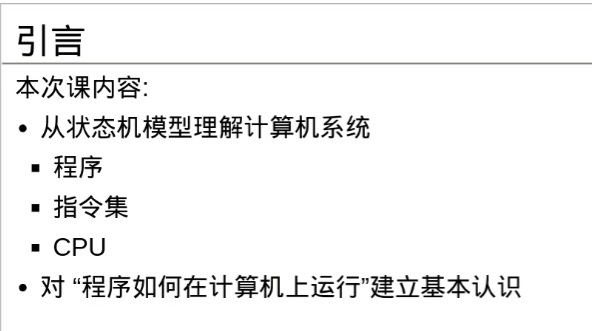 引言
本次课内容:
• 从状态机模型理解计算机系统
▪ 程序
▪ 指令集
▪ CPU
• 对 “程序如何在计算机上运行”建立基本认识